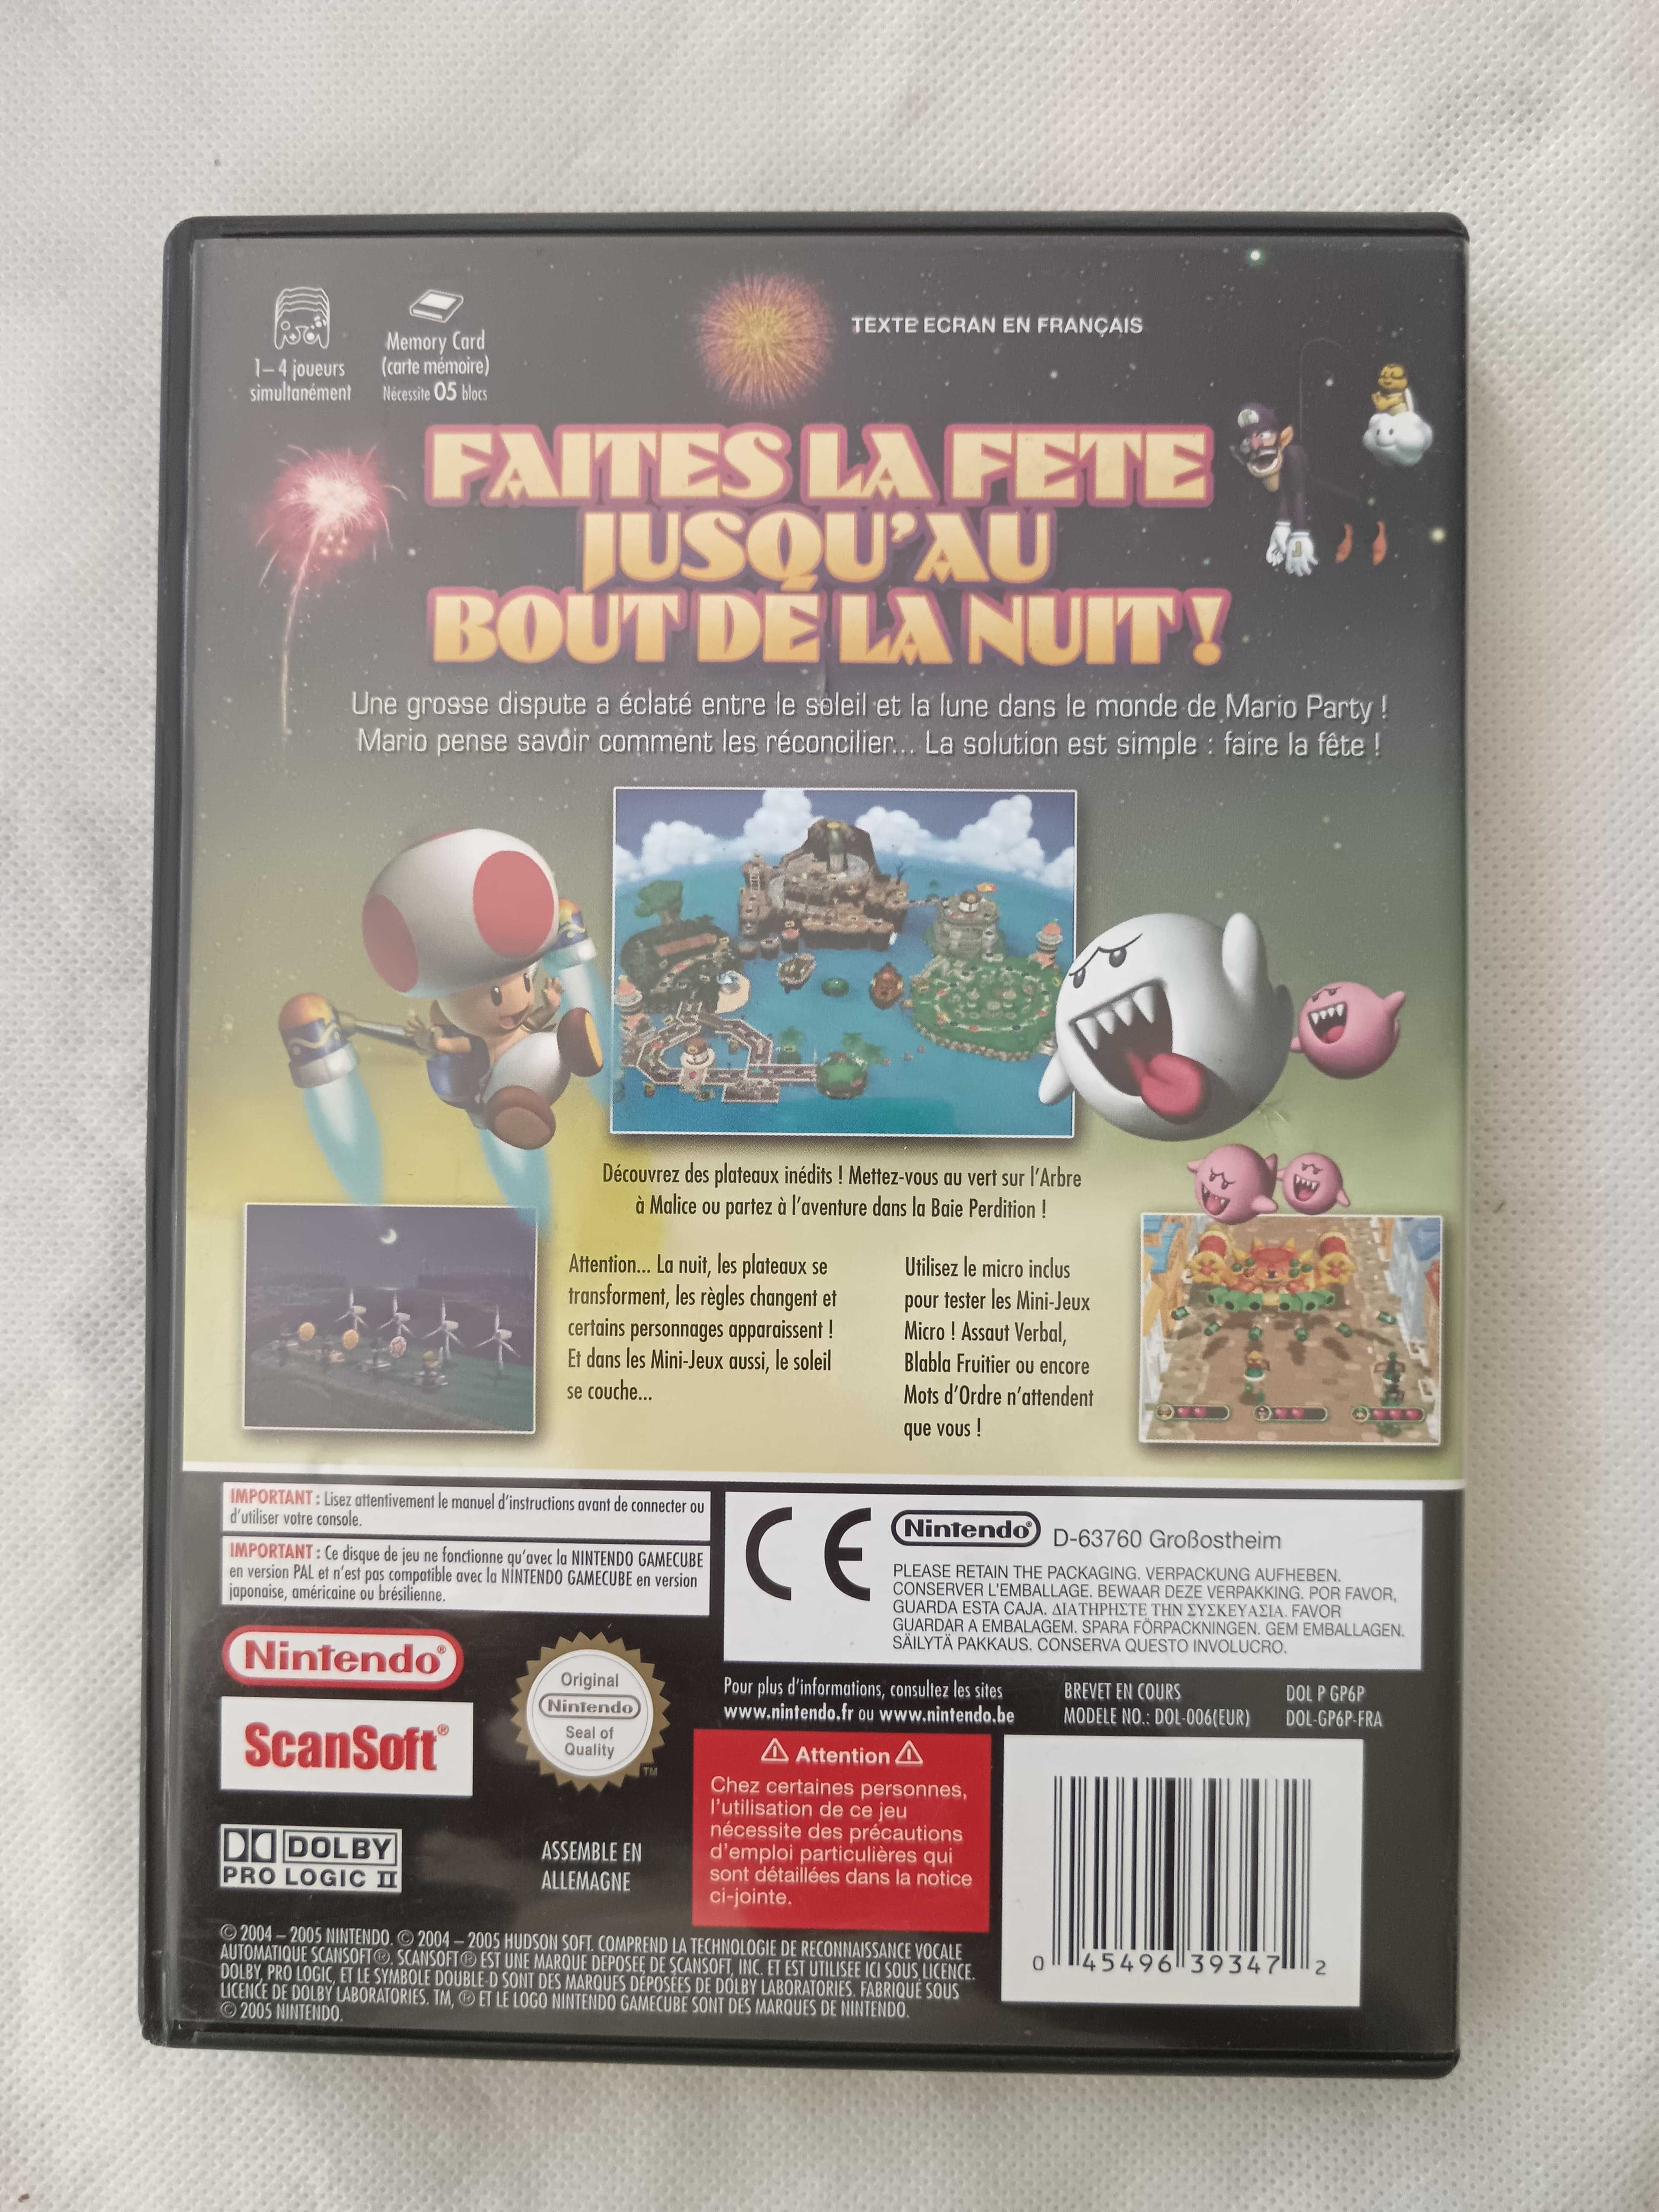 1–4 joueurs
simultanément
Memory Card
(carte mémoire)
Nécessite 05 blocs
TEXTE ECRAN EN FRANÇAIS
FAITES LA FETE
JUSQU'AU
BOUT DE LA NUIT !
Une grosse dispute a éclaté entre le soleil et la lune dans le monde de Mario Party !
Mario pense savoir comment les réconcilier... La solution est simple : faire la fête !
Découvrez des plateaux inédits ! Mettez-vous au vert sur l'Arbre
à Malice ou partez à l'aventure dans la Baie Perdition !
Attention... La nuit, les plateaux se
transforment, les règles changent et
certains personnages apparaissent !
Et dans les Mini-Jeux aussi, le soleil
se couche...
Utilisez le micro inclus
pour tester les Mini-Jeux
Micro ! Assaut Verbal,
Blabla Fruitier ou encore
Mots d'Ordre n'attendent
que vous !
IMPORTANT : Lisez attentivement le manuel d'instructions avant de connecter ou
d'utiliser votre console.
IMPORTANT : Ce disque de jeu ne fonctionne qu'avec la NINTENDO GAMECUBE
en version PAL et n'est pas compatible avec la NINTENDO GAMECUBE en version
japonaise, américaine ou brésilienne.
CE
Nintendo® D-63760 Großostheim
PLEASE RETAIN THE PACKAGING. VERPACKUNG AUFHEBEN.
CONSERVER L'EMBALLAGE. BEWAAR DEZE VERPAKKING. POR FAVOR,
GUARDA ESTA CAJA. ΔΙΑΤΗΡΗΣΤΕ ΤΗΝ ΣΥΣΚΕΥΑΣΙΑ. FAVOR
GUARDAR A EMBALAGEM. SPARA FÖRPACKNINGEN. GEM EMBALLAGEN.
SÄILYTÄ PAKKAUS. CONSERVA QUESTO INVOLUCRO.
Nintendo®
ScanSoft®
Original
Nintendo
Seal of
Quality
TM
Pour plus d'informations, consultez les sites
www.nintendo.fr ou www.nintendo.be
BREVET EN COURS
MODELE NO.: DOL-006(EUR)
DOL P GP6P
DOL-GP6P-FRA
DOLBY
PRO LOGIC II
ASSEMBLE EN
ALLEMAGNE
⚠ Attention ⚠
Chez certaines personnes,
l'utilisation de ce jeu
nécessite des précautions
d'emploi particulières qui
sont détaillées dans la notice
ci-jointe.
0 45496 39347 2
© 2004 – 2005 NINTENDO. © 2004 – 2005 HUDSON SOFT. COMPREND LA TECHNOLOGIE DE RECONNAISSANCE VOCALE
AUTOMATIQUE SCANSOFT®. SCANSOFT® EST UNE MARQUE DEPOSEE DE SCANSOFT, INC. ET EST UTILISEE ICI SOUS LICENCE.
DOLBY, PRO LOGIC, ET LE SYMBOLE DOUBLE-D SONT DES MARQUES DÉPOSÉES DE DOLBY LABORATORIES. FABRIQUÉ SOUS
LICENCE DE DOLBY LABORATORIES. TM, ® ET LE LOGO NINTENDO GAMECUBE SONT DES MARQUES DE NINTENDO.
© 2005 NINTENDO.